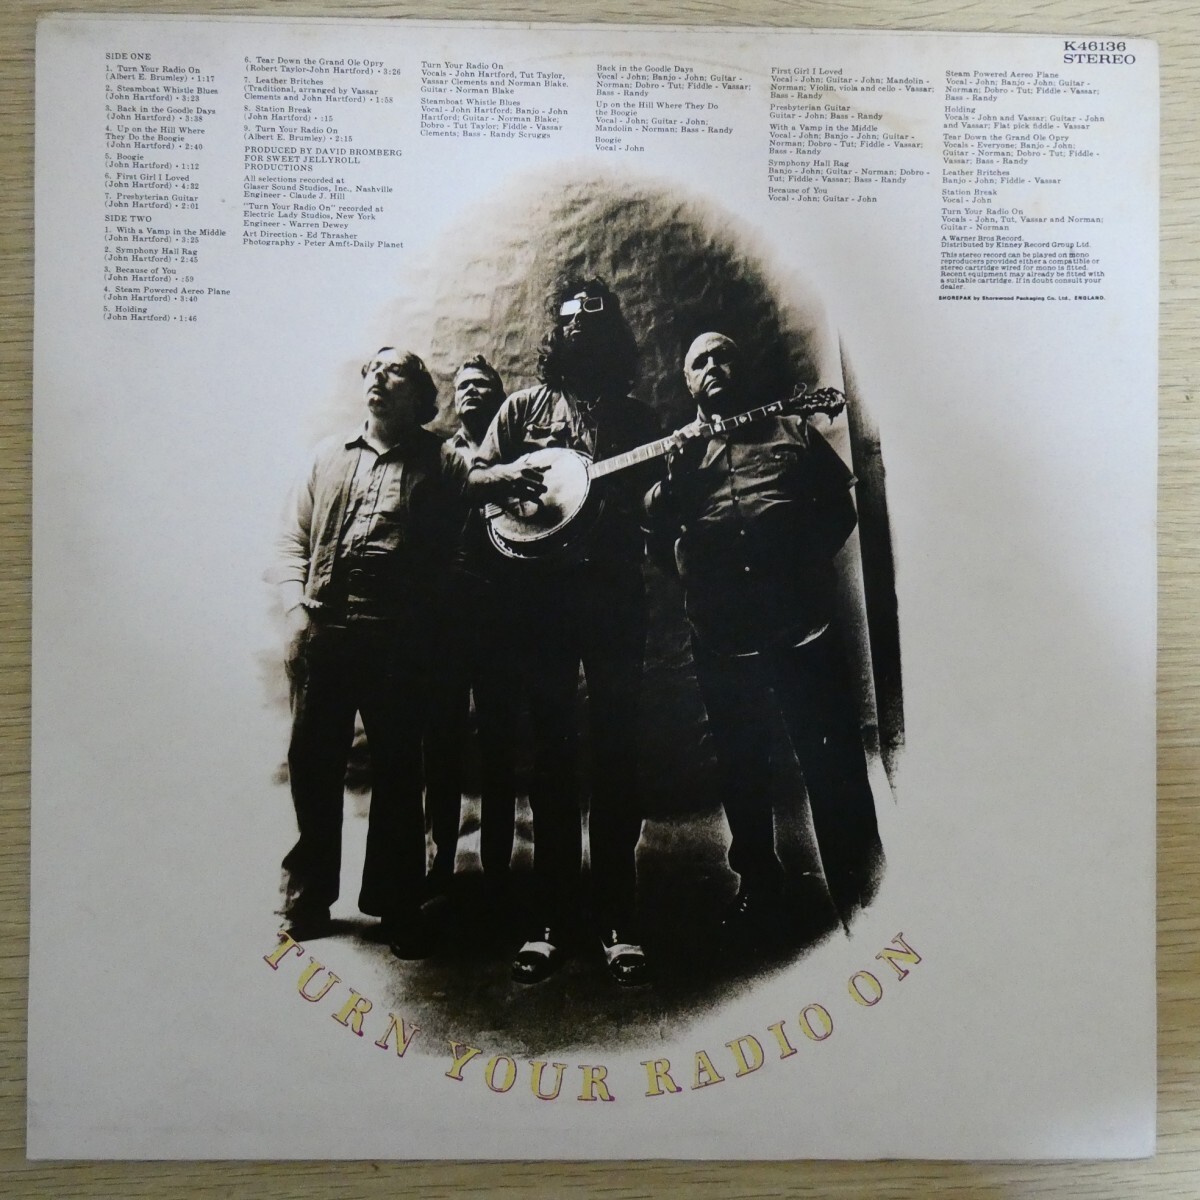 SIDE ONE
1. Turn Your Radio On
(Albert E. Brumley) • 1:17
2. Steamboat Whistle Blues
(John Hartford) • 3:23
3. Back in the Goodle Days
(John Hartford) • 3:38
4. Up on the Hill Where
They Do the Boogie
(John Hartford) • 2:40
5. Boogie
(John Hartford) • 1:12
6. First Girl I Loved
(John Hartford) • 4:32
7. Presbyterian Guitar
(John Hartford) • 2:01
SIDE TWO
1. With a Vamp in the Middle
(John Hartford) • 3:25
2. Symphony Hall Rag
(John Hartford) • 2:45
3. Because of You
(John Hartford) • :59
4. Steam Powered Aereo Plane
(John Hartford) • 3:40
5. Holding
(John Hartford) • 1:46
6. Tear Down the Grand Ole Opry
(Robert Taylor-John Hartford) • 3:26
7. Leather Britches
(Traditional, arranged by Vassar
Clements and John Hartford) • 1:58
8. Station Break
(John Hartford) • :15
9. Turn Your Radio On
(Albert E. Brumley) • 2:15
PRODUCED BY DAVID BROMBERG
FOR SWEET JELLYROLL
PRODUCTIONS
All selections recorded at
Glaser Sound Studios, Inc., Nashville
Engineer - Claude J. Hill
"Turn Your Radio On" recorded at
Electric Lady Studios, New York
Engineer - Warren Dewey
Art Direction - Ed Thrasher
Photography - Peter Amft-Daily Planet
Turn Your Radio On
Vocals - John Hartford, Tut Taylor,
Vassar Clements and Norman Blake.
Guitar - Norman Blake
Steamboat Whistle Blues
Vocal - John Hartford; Banjo - John
Hartford; Guitar - Norman Blake;
Dobro - Tut Taylor; Fiddle - Vassar
Clements; Bass - Randy Scruggs
Back in the Goodle Days
Vocal - John; Banjo - John; Guitar -
Norman; Dobro - Tut; Fiddle - Vassar;
Bass - Randy
Up on the Hill Where They Do
the Boogie
Vocal - John; Guitar - John;
Mandolin - Norman; Bass - Randy
Boogie
Vocal - John
First Girl I Loved
Vocal - John; Guitar - John; Mandolin -
Norman; Violin, viola and cello - Vassar;
Bass - Randy
Presbyterian Guitar
Guitar - John; Bass - Randy
With a Vamp in the Middle
Vocal - John; Banjo - John; Guitar -
Norman; Dobro - Tut; Fiddle - Vassar;
Bass - Randy
Symphony Hall Rag
Banjo - John; Guitar - Norman; Dobro -
Tut; Fiddle - Vassar; Bass - Randy
Because of You
Vocal - John; Guitar - John
K46136
STEREO
Steam Powered Aereo Plane
Vocal - John; Banjo - John; Guitar -
Norman; Dobro - Tut; Fiddle - Vassar;
Bass - Randy
Holding
Vocals - John and Vassar; Guitar - John
and Vassar; Flat pick fiddle - Vassar
Tear Down the Grand Ole Opry
Vocals - Everyone; Banjo - John;
Guitar - Norman; Dobro - Tut; Fiddle -
Vassar; Bass - Randy
Leather Britches
Banjo - John; Fiddle - Vassar
Station Break
Vocal - John
Turn Your Radio On
Vocals - John, Tut, Vassar and Norman;
Guitar - Norman
A Warner Bros Record.
Distributed by Kinney Record Group Ltd.
This stereo record can be played on mono
reproducers provided either a compatible or
stereo cartridge wired for mono is fitted.
Recent equipment may already be fitted with
a suitable cartridge. If in doubt consult your
dealer.
SHOREPAK by Shorewood Packaging Co. Ltd., ENGLAND.
TURN YOUR RADIO ON